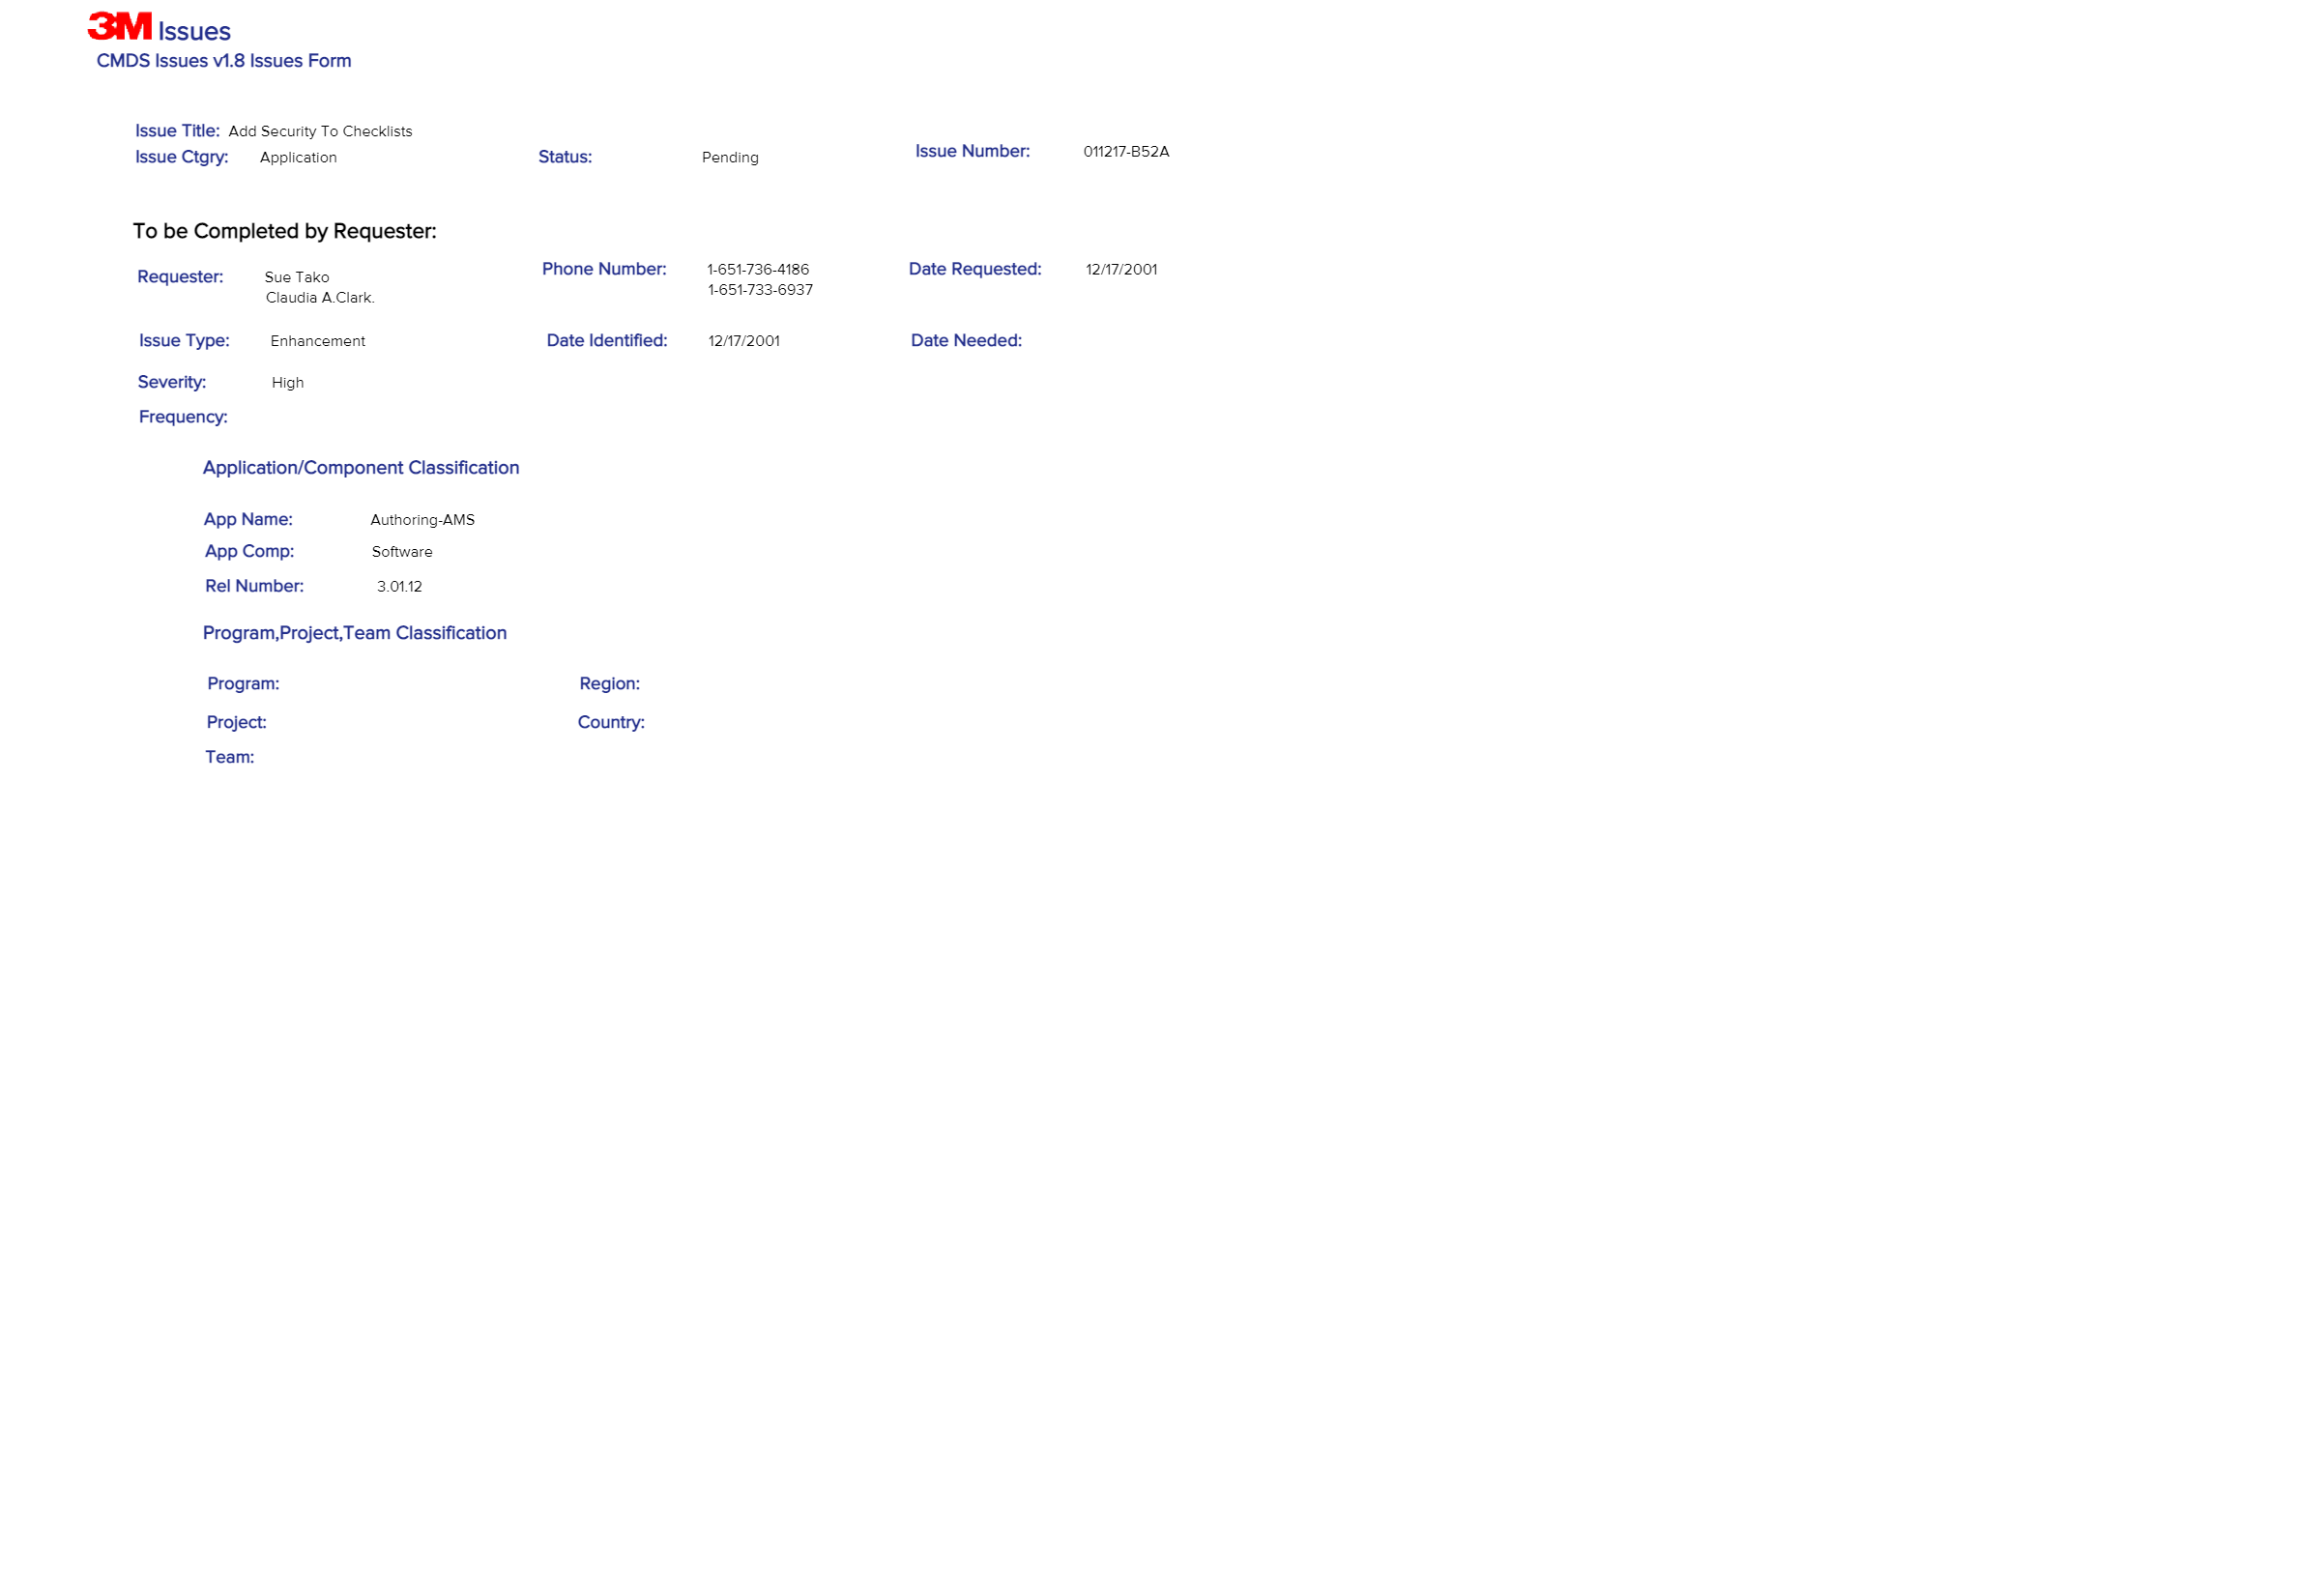 3M Issues
CMDS Issues v1.8 Issues Form
Issue Title: Add Security To Checklists
Issue Ctgry: Application Status: Pending Issue Number: 011217-B52A
To be Completed by Requester:
Requester: Sue Tako Phone Number: 1-651-736-4186 Date Requested: 12/17/2001
Claudia A.Clark. 1-651-733-6937
Issue Type: Enhancement Date Identified: 12/17/2001 Date Needed:
Severity: High
Frequency:
Application/Component Classification
App Name: Authoring-AMS
App Comp: Software
Rel Number: 3.01.12
Program,Project,Team Classification
Program: Region:
Project: Country:
Team: